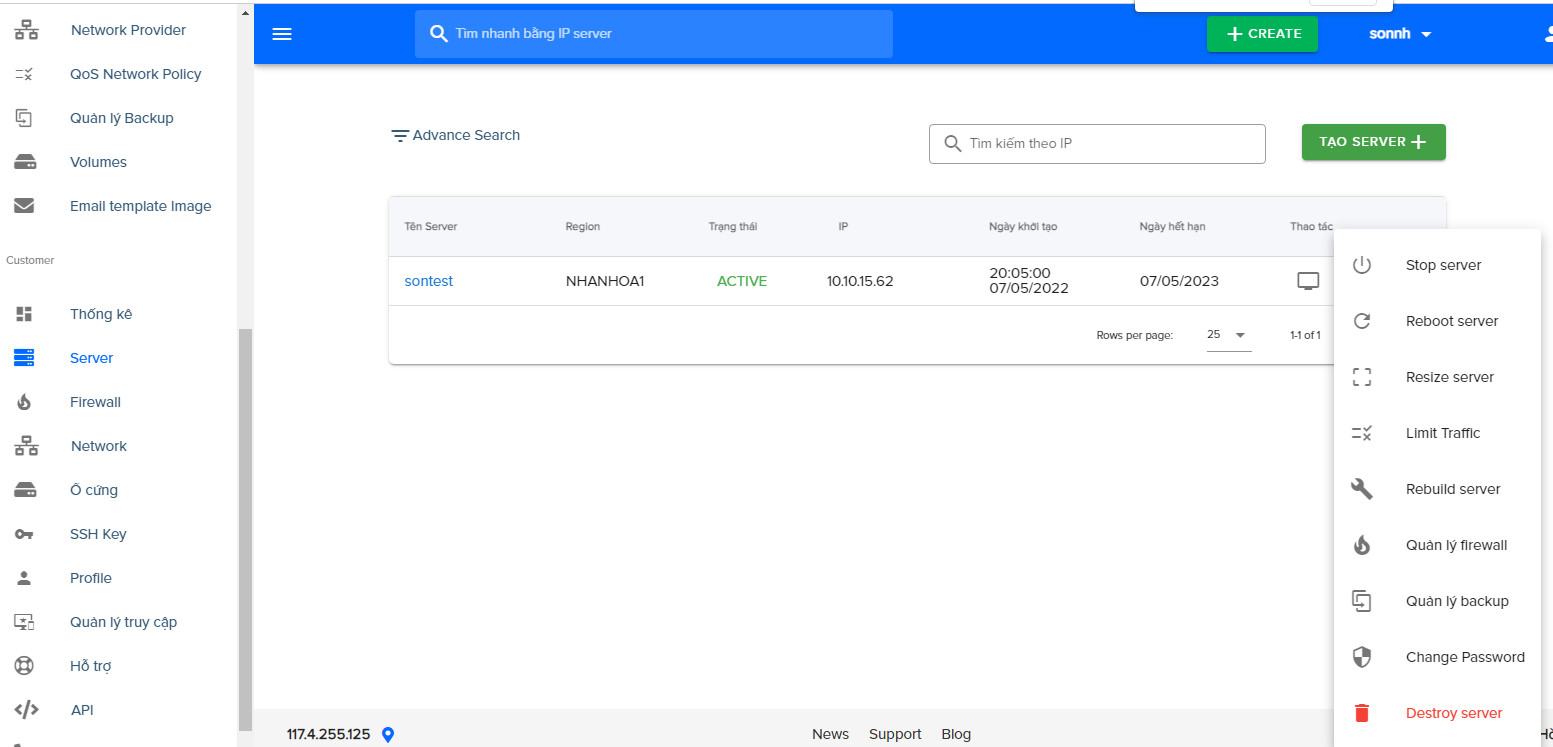 Network Provider
QoS Network Policy
Quản lý Backup
Volumes
Email template Image
Customer
Thống kê
Server
Firewall
Network
Ổ cứng
SSH Key
Profile
Quản lý truy cập
Hỗ trợ
API
Tìm nhanh bằng IP server
CREATE
sonnh
Advance Search
Tìm kiếm theo IP
TẠO SERVER
Tên Server Region Trạng thái IP Ngày khởi tạo Ngày hết hạn Thao tác
sontest NHANHOA1 ACTIVE 10.10.15.62 20:05:00 07/05/2022 07/05/2023
Rows per page: 25 1-1 of 1
Stop server
Reboot server
Resize server
Limit Traffic
Rebuild server
Quản lý firewall
Quản lý backup
Change Password
Destroy server
117.4.255.125 News Support Blog